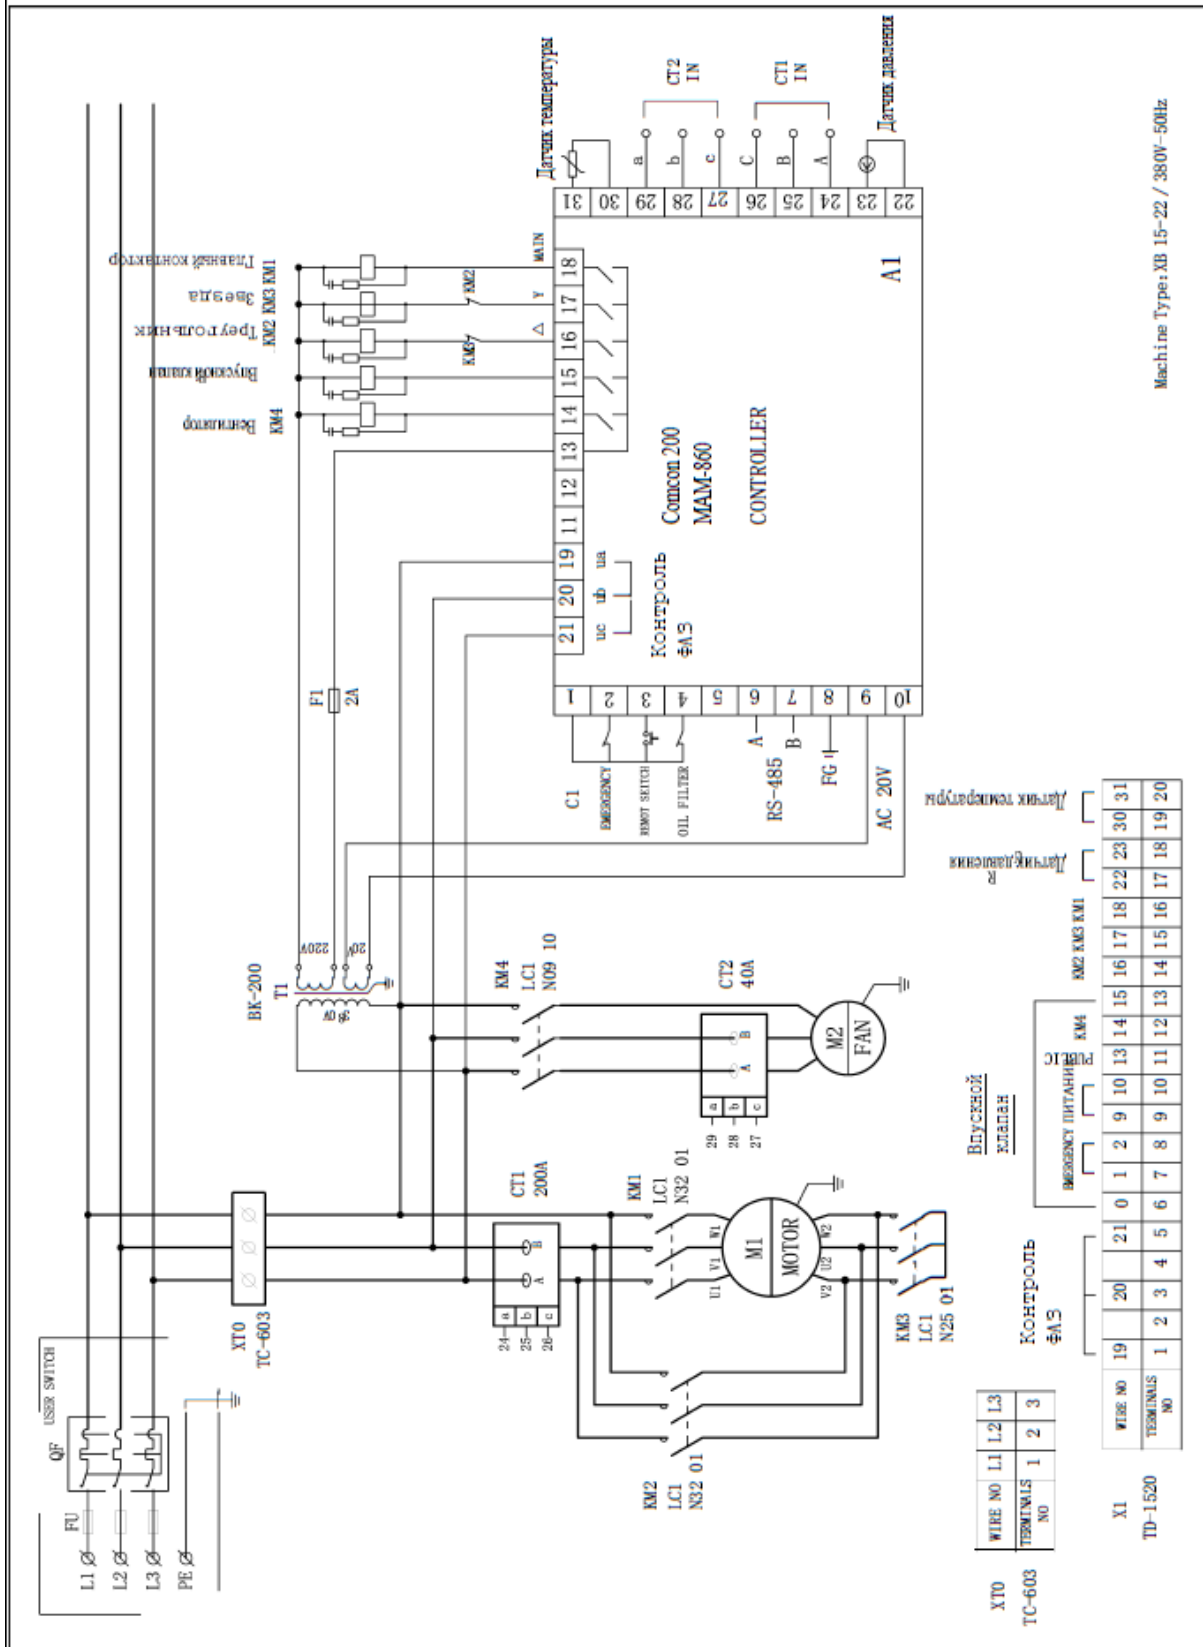 USER SWITCH
QF
FU
L1
L2
L3
PE
XT0
TC-603
BK-200
T1
220V
20V
380V
F1
2A
Главный контактор
KM1
Звезда
KM3
Треугольник
KM2
Впускной клапан
Вентилятор
KM4
KM2
KM3
MAIN
Y
△
18
17
16
15
14
13
12
11
19
20
21
ua
ub
uc
Контроль
ФАЗ
Comcon 200
MAM-860
CONTROLLER
A1
Датчик температуры
CT2
IN
a
b
c
CT1
IN
C
B
A
Датчик давления
31
30
29
28
27
26
25
24
23
22
1
2
3
4
5
6
7
8
9
10
C1
EMERGENCY
REMOT SEITCH
OIL FILTER
A
B
RS-485
FG
AC 20V
KM4
LC1
N09 10
CT2
40A
B
A
a
b
c
29
28
27
M2
FAN
CT1
200A
B
A
a
b
c
24
25
26
KM1
LC1
N32 01
W1
V1
U1
M1
MOTOR
W2
U2
V2
KM3
LC1
N25 01
KM2
LC1
N32 01
Machine Type: XB 15-22 / 380V-50Hz
XT0
TC-603
WIRE NO L1 L2 L3
TERMINALS NO 1 2 3
X1
TD-1520
Контроль
ФАЗ
Впускной
клапан
EMERGENCY
ПИТАНИЕ
PUBLIC
KM4
KM2 KM3 KM1
Датчик давления
Датчик температуры
WIRE NO 19 20 21 0 1 2 9 10 13 14 15 16 17 18 22 23 30 31
TERMINALS NO 1 2 3 4 5 6 7 8 9 10 11 12 13 14 15 16 17 18 19 20